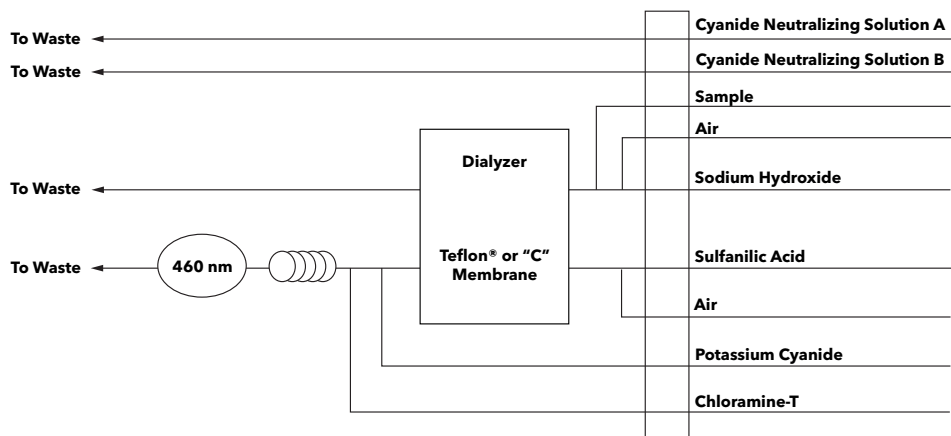 To Waste
Cyanide Neutralizing Solution A
To Waste
Cyanide Neutralizing Solution B
Sample
Air
Dialyzer
To Waste
Sodium Hydroxide
To Waste
460 nm
Teflon® or “C”
Membrane
Sulfanilic Acid
Air
Potassium Cyanide
Chloramine-T